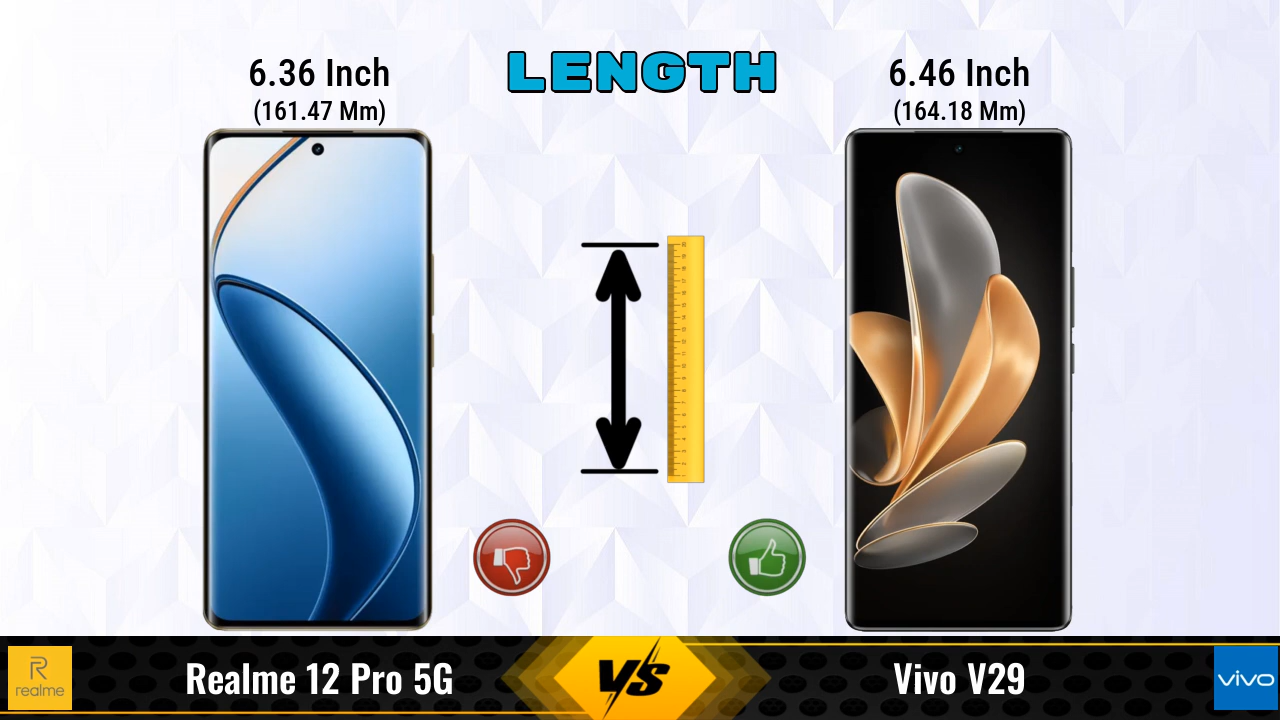 LENGTH
6.36 Inch
(161.47 Mm)
6.46 Inch
(164.18 Mm)
R
realme
Realme 12 Pro 5G
VS
Vivo V29
vivo